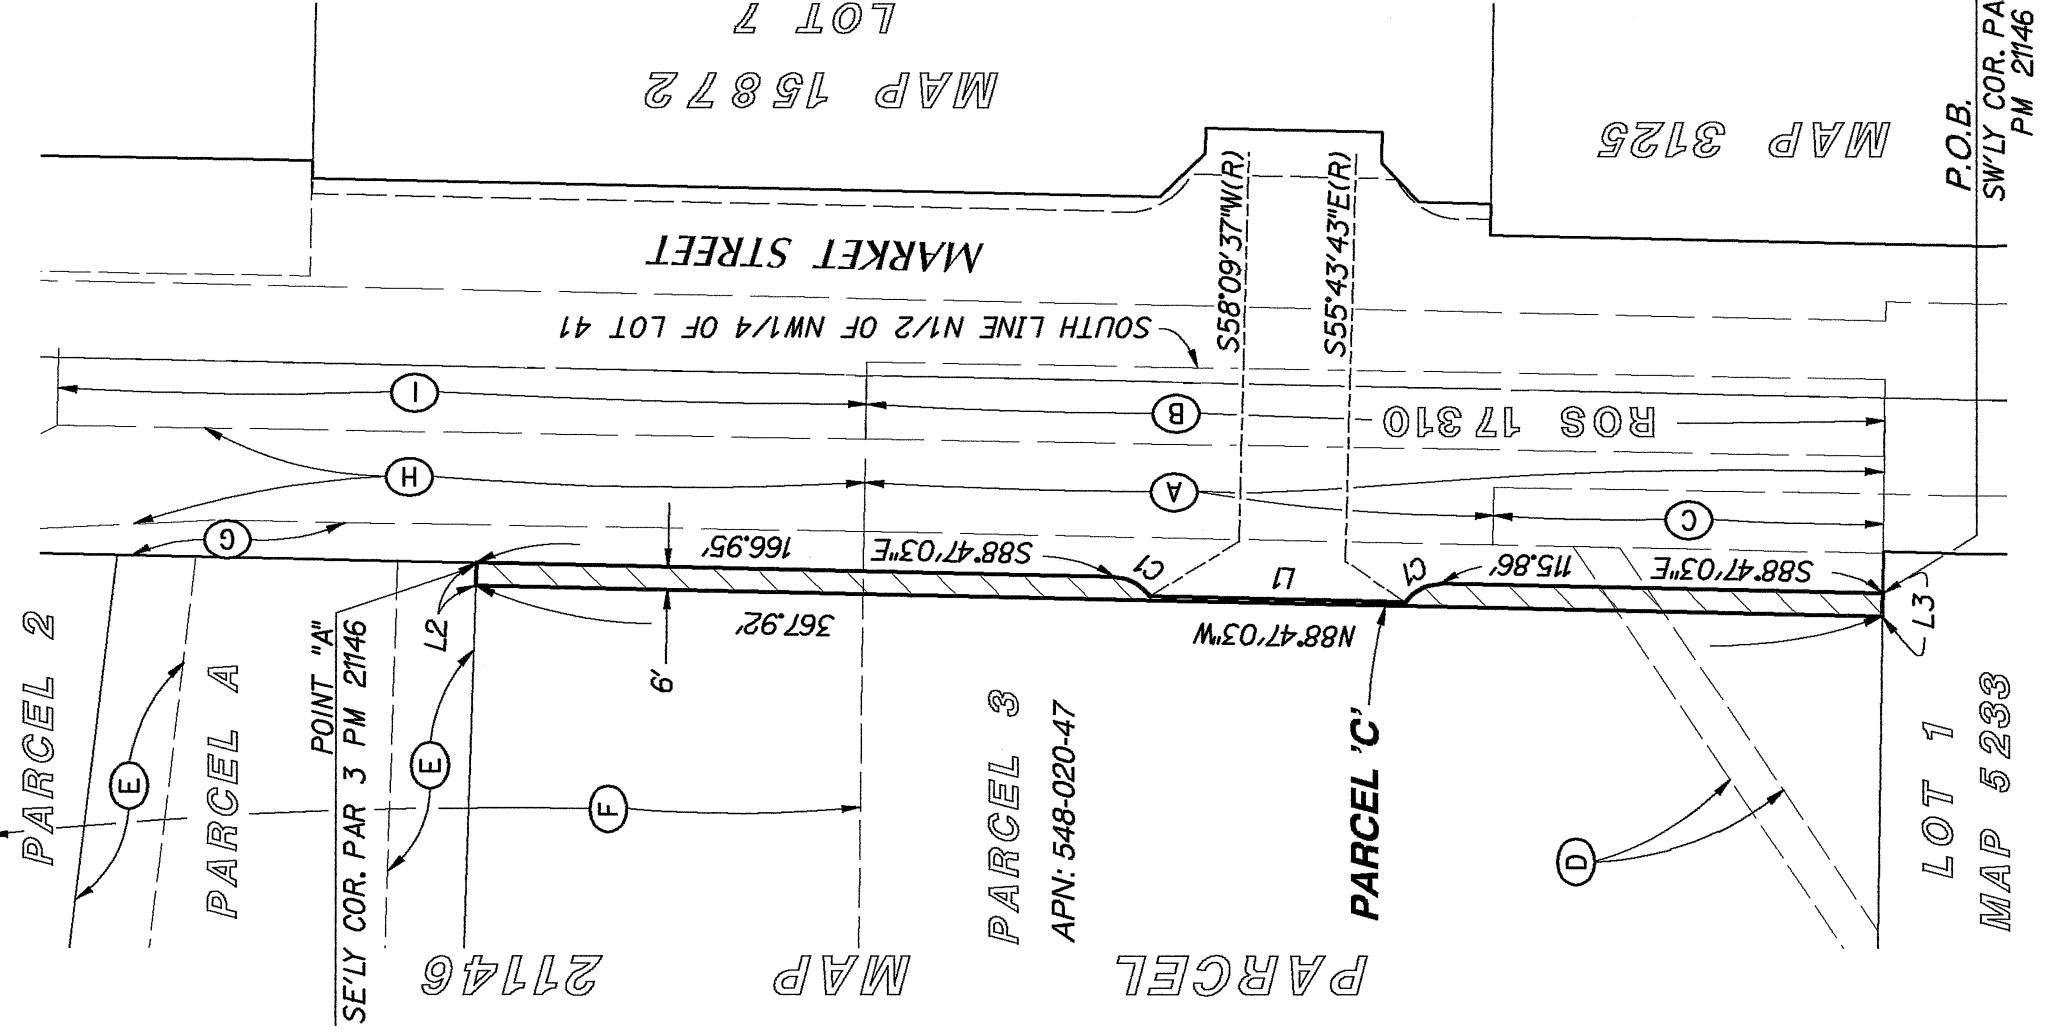 LOT 7
MAP 15872
MAP 3125
P.O.B.
SW'LY COR. PA
PM 21146
MARKET STREET
S58°09'37"W(R)
S55°43'43"E(R)
SOUTH LINE N1/2 OF NW1/4 OF LOT 41
I
B
ROS 17310
H
A
G
C
166.95'
S88°47'03"E
C1
L1
C1
115.86'
S88°47'03"E
L2
L3
367.92'
N88°47'03"W
9'
PARCEL 2
E
PARCEL A
POINT "A"
SE'LY COR. PAR 3 PM 21146
E
F
PARCEL 3
APN: 548-020-47
PARCEL 'C'
D
LOT 1
MAP 5233
PARCEL MAP 21146